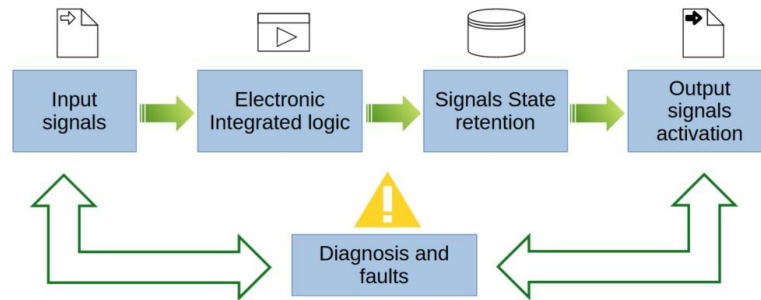 Input
signals
Electronic
Integrated logic
Signals State
retention
Output
signals
activation
Diagnosis and
faults